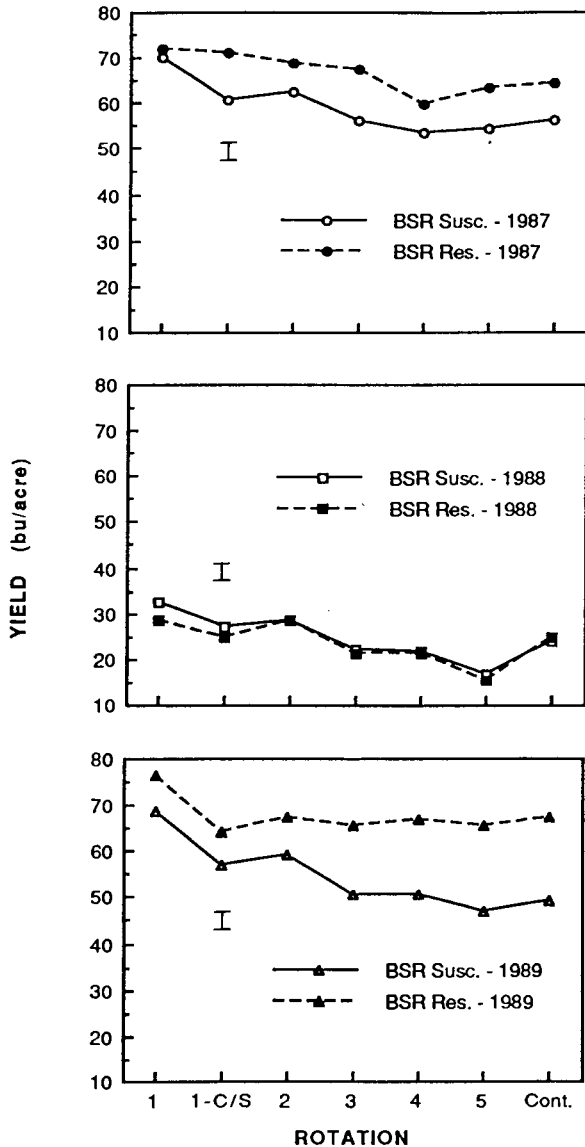 80
70
60
50
40
30
20
10
BSR Susc. - 1987
BSR Res. - 1987
YIELD (bu/acre)
80
70
60
50
40
30
20
10
BSR Susc. - 1988
BSR Res. - 1988
80
70
60
50
40
30
20
10
BSR Susc. - 1989
BSR Res. - 1989
1 1-C/S 2 3 4 5 Cont.
ROTATION